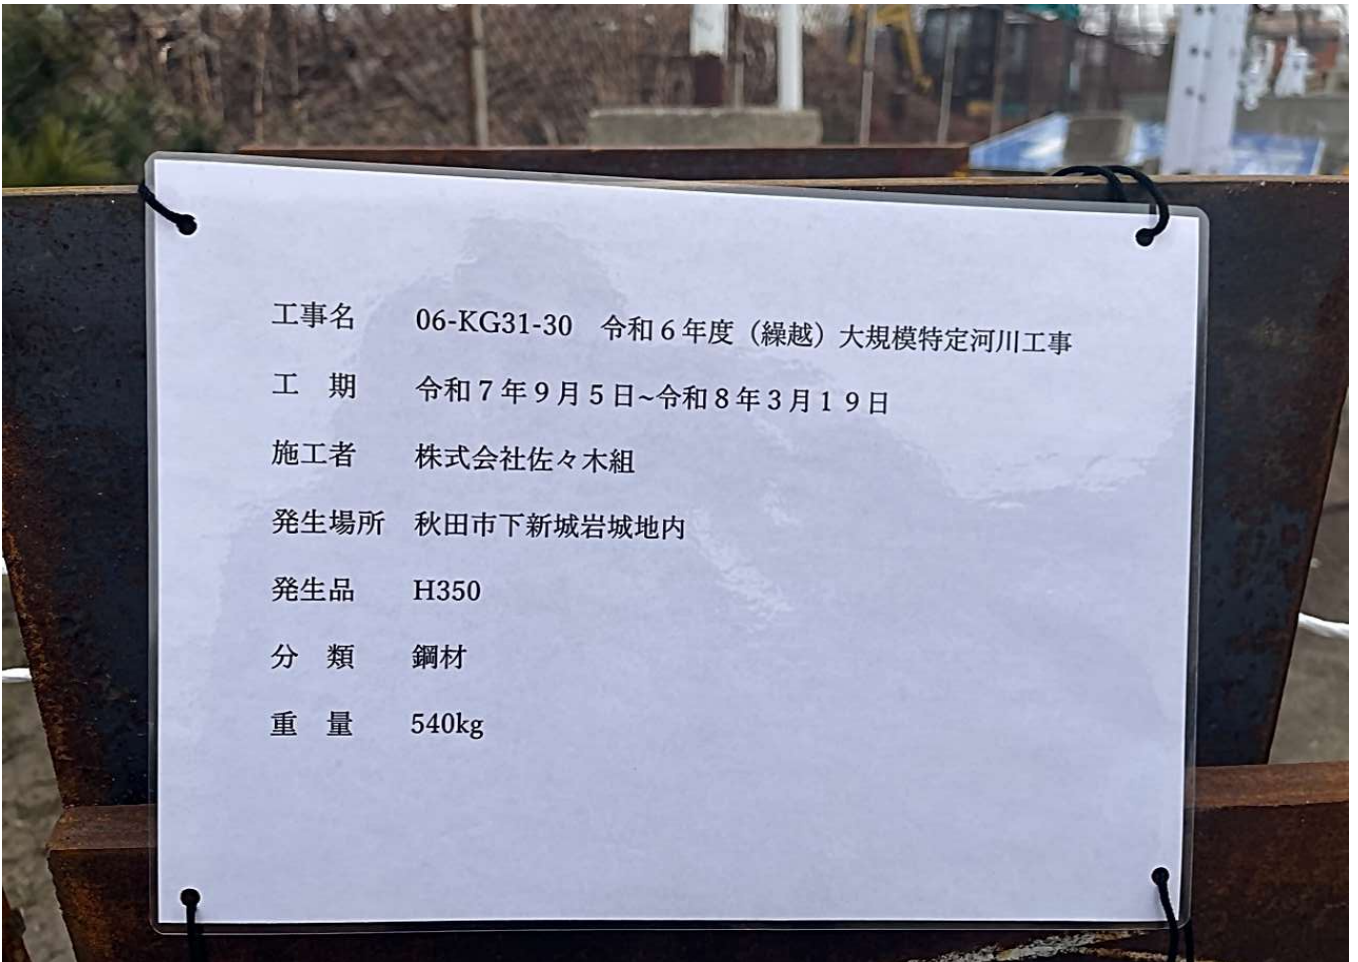 工事名 06-KG31-30 令和６年度（繰越）大規模特定河川工事
工　期 令和７年９月５日~令和８年３月１９日
施工者 株式会社佐々木組
発生場所 秋田市下新城岩城地内
発生品 H350
分　類 鋼材
重　量 540kg